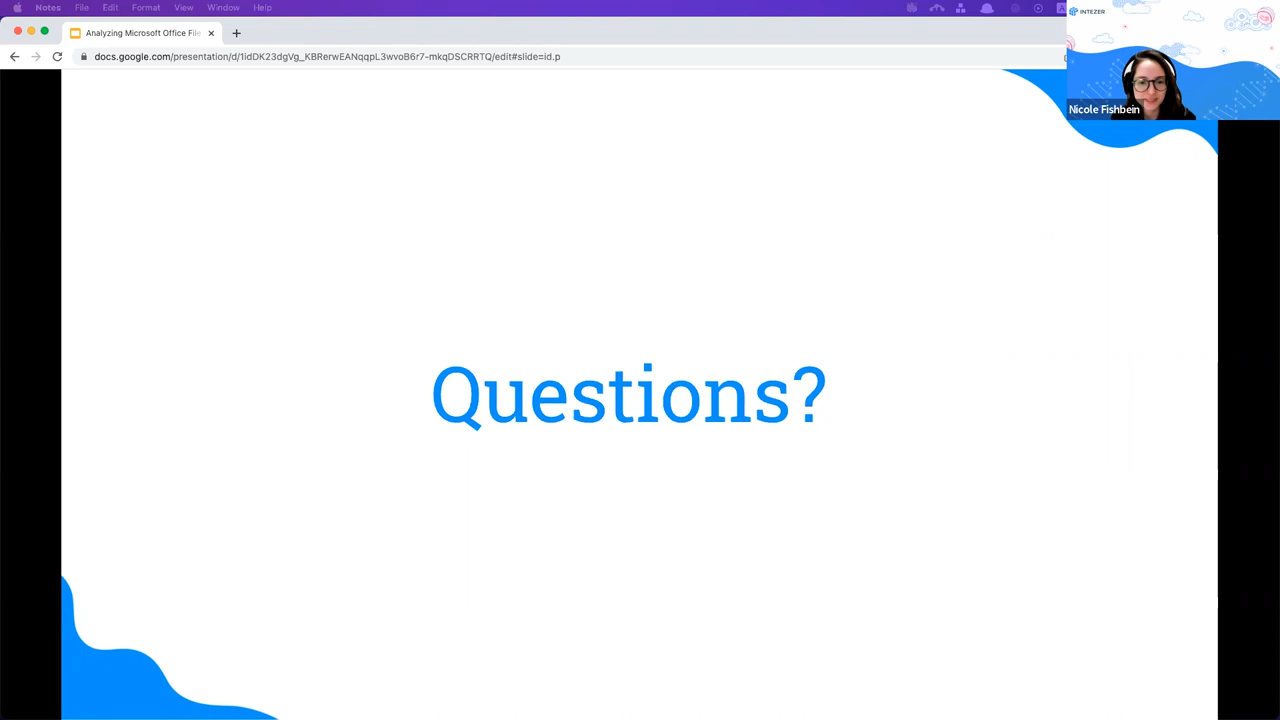 Notes File Edit Format View Window Help
INTEZER
Analyzing Microsoft Office File
docs.google.com/presentation/d/1idDK23dgVg_KBRerwEANqqpL3wvoB6r7-mkqDSCRRTQ/edit#slide=id.p
Nicole Fishbein
Questions?